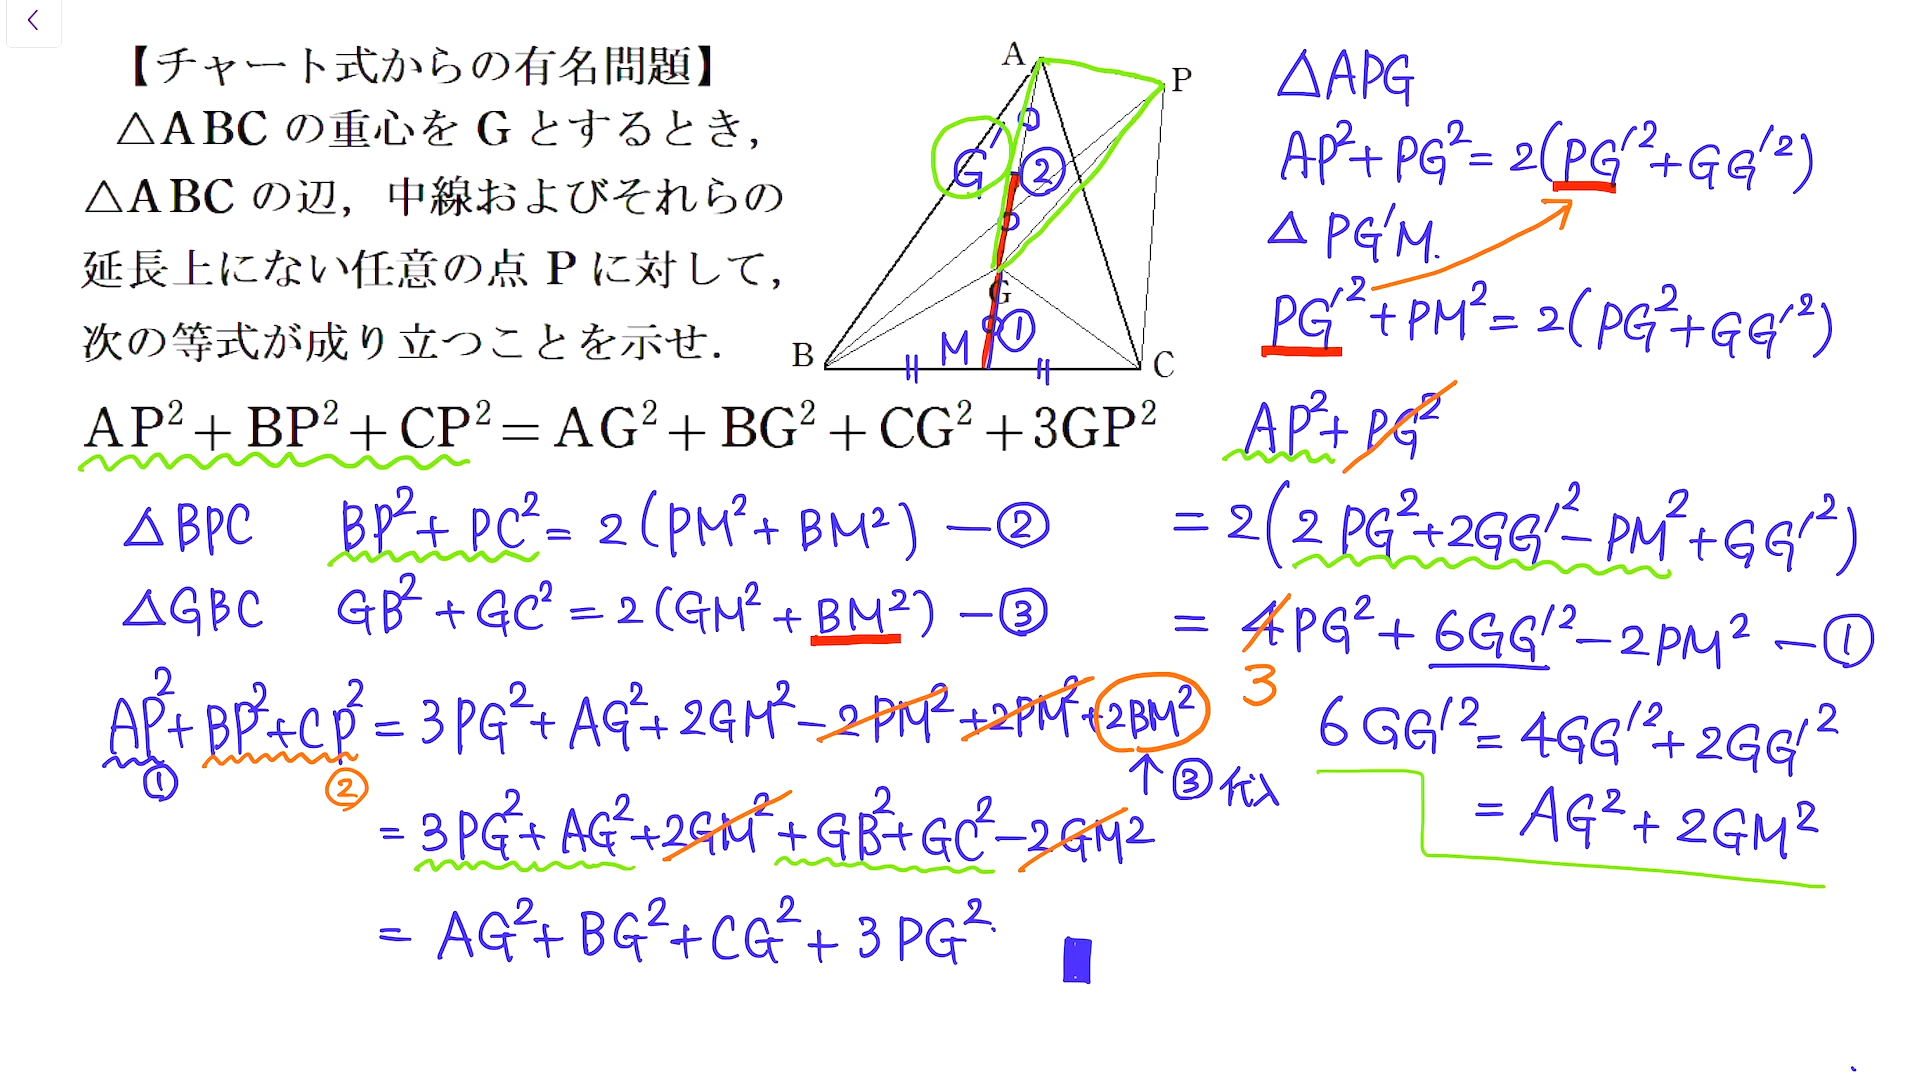 【チャート式からの有名問題】
△ABC の重心を G とするとき，
△ABC の辺，中線およびそれらの
延長上にない任意の点 P に対して，
次の等式が成り立つことを示せ．
AP²+BP²+CP²=AG²+BG²+CG²+3GP²
A
P
G'
②
G
①
M
B
C
△BPC BP²+PC²=2(PM²+BM²) —②
△GBC GB²+GC²=2(GM²+BM²) —③
AP²+BP²+CP²=3PG²+AG²+2GM²-2PM²+2PM²+2BM²
① ② ↑③代入
=3PG²+AG²+2GM²+GB²+GC²-2GM²
=AG²+BG²+CG²+3PG²
△APG
AP²+PG²=2(PG'²+GG'²)
△PG'M.
PG'²+PM²=2(PG²+GG'²)
AP²+PG²
=2(2PG²+2GG'²-PM²+GG'²)
=4PG²+6GG'²-2PM² —①
3
6GG'²=4GG'²+2GG'²
=AG²+2GM²